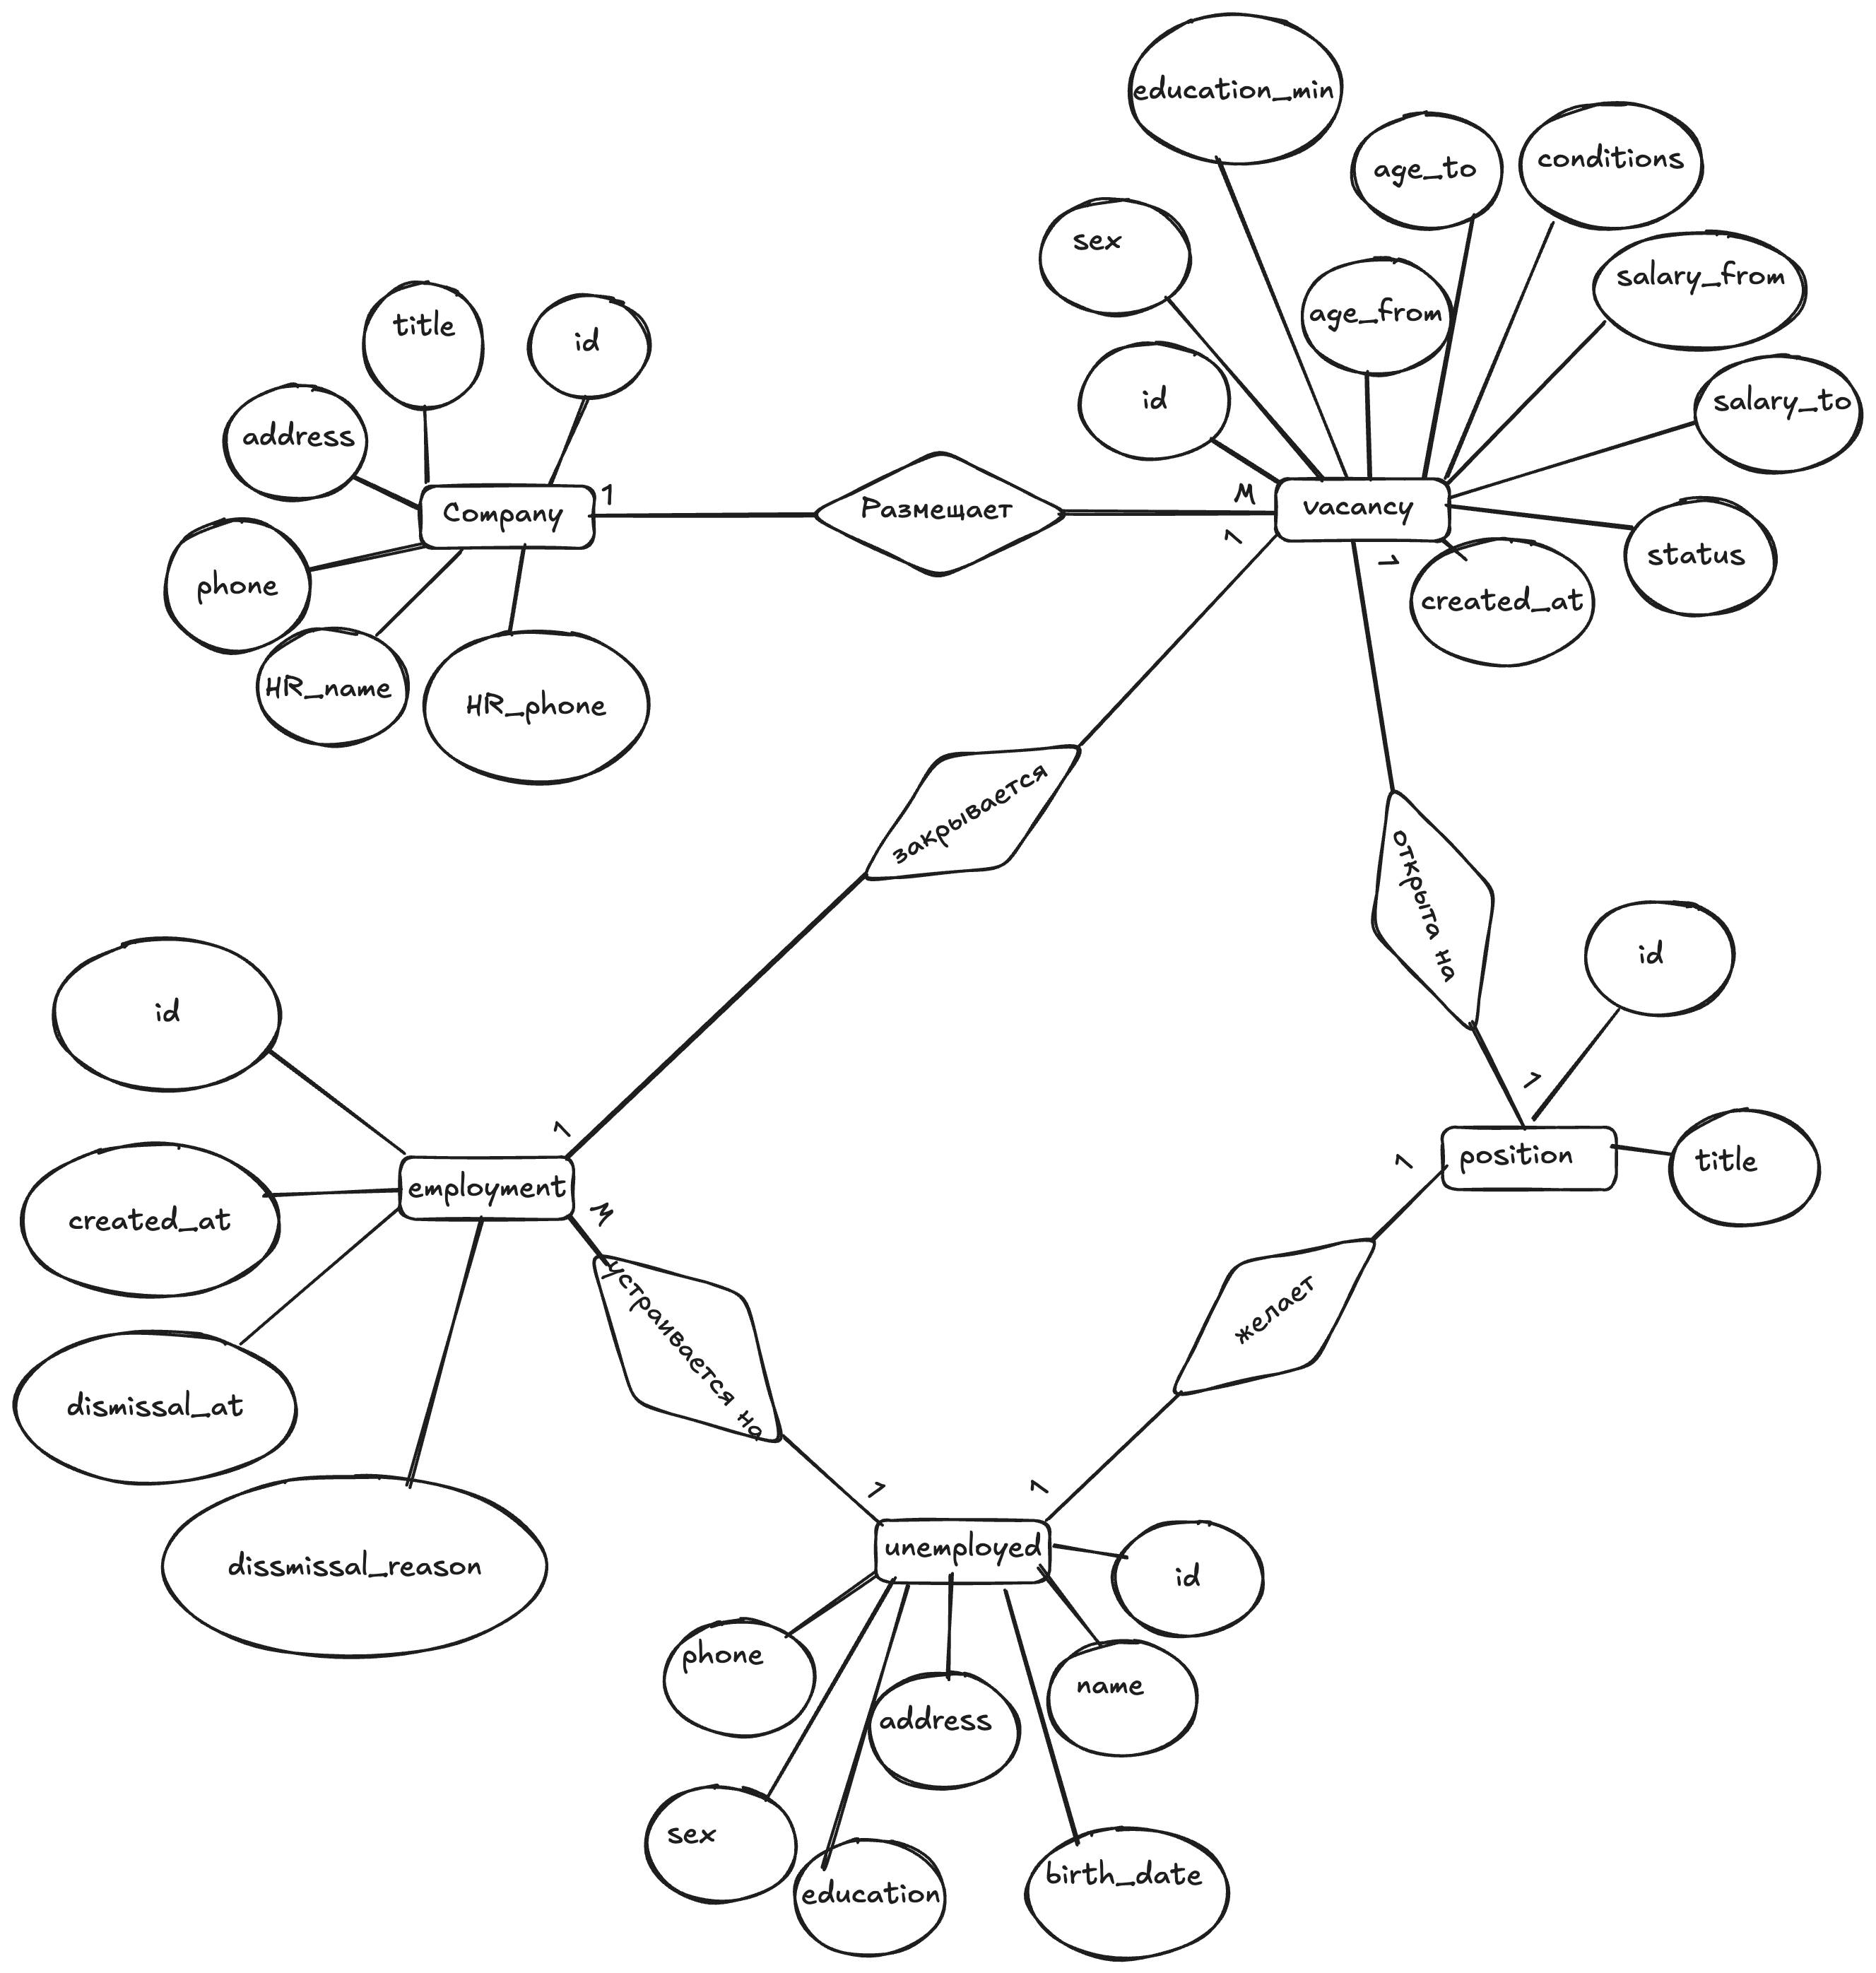 education_min
age_to
conditions
sex
salary_from
age_from
title
id
id
salary_to
address
Company
1
Размещает
M
vacancy
1
1
status
phone
created_at
HR_name
HR_phone
закрывается
открыта на
id
id
1
1
position
title
1
employment
M
created_at
устраивается на
желает
dismissal_at
1
1
dissmissal_reason
unemployed
id
phone
name
address
sex
education
birth_date